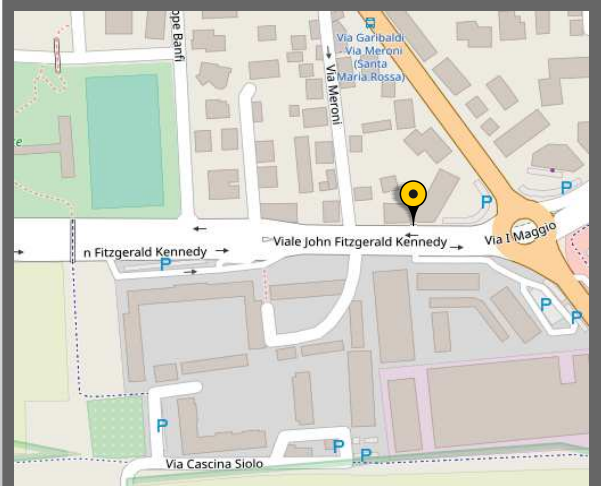 ppe Banfi
Via Garibaldi
- Via Meroni
(Santa
Maria Rossa)
Via Meroni
P
P
e
Viale John Fitzgerald Kennedy
Via I Maggio
n Fitzgerald Kennedy
P
P
P
P
P
P
Via Cascina Siolo